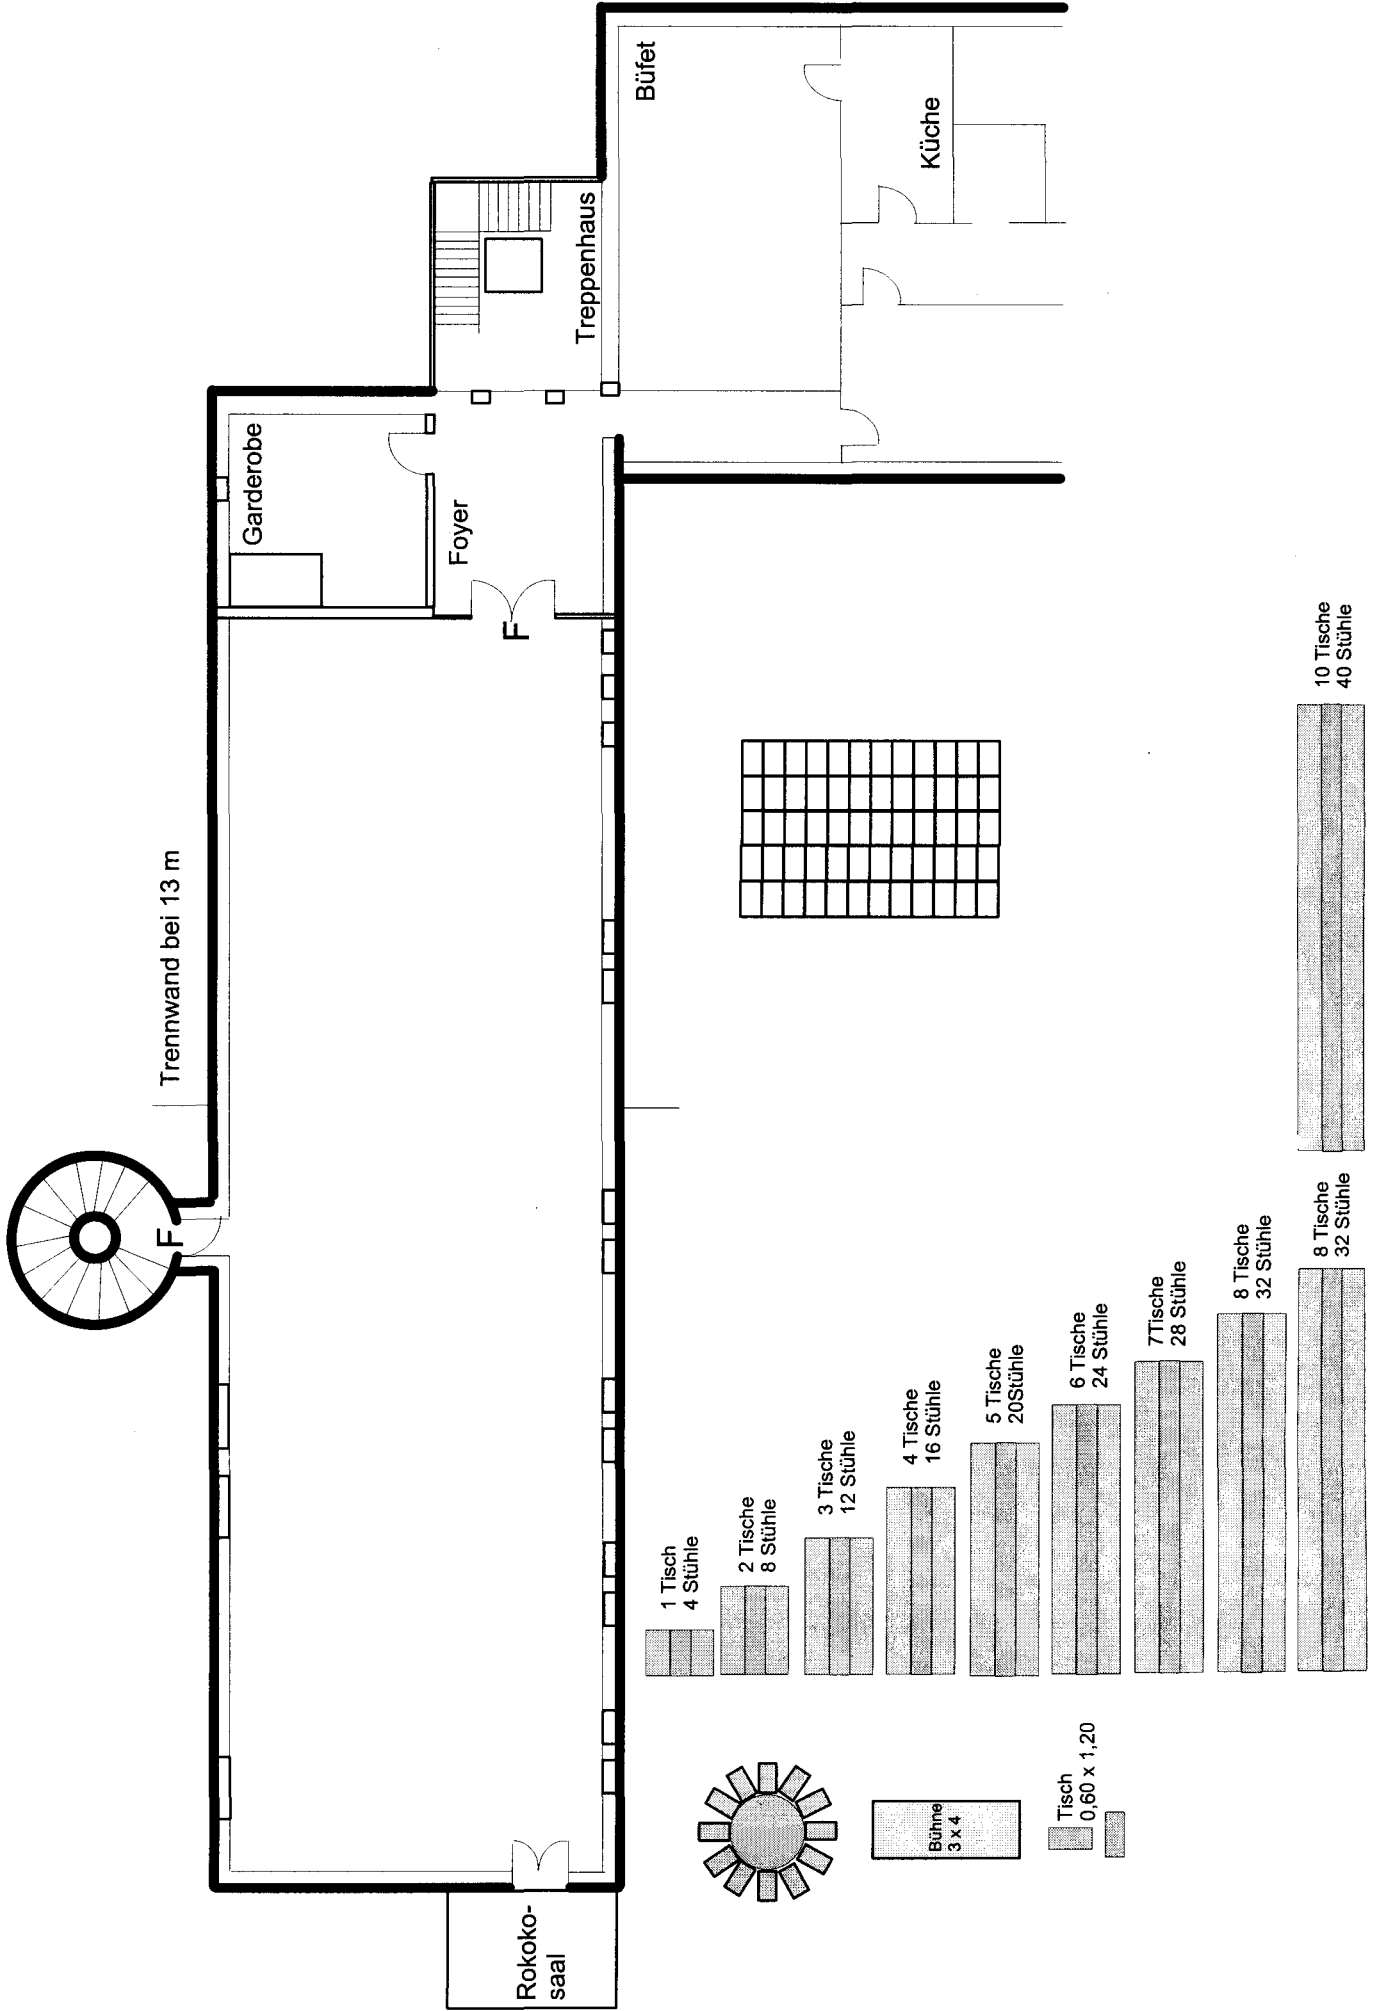 Büfet
Küche
Treppenhaus
Garderobe
Foyer
F
Trennwand bei 13 m
F
Rokoko-
saal
1 Tisch
4 Stühle
2 Tische
8 Stühle
3 Tische
12 Stühle
4 Tische
16 Stühle
5 Tische
20Stühle
6 Tische
24 Stühle
7Tische
28 Stühle
8 Tische
32 Stühle
8 Tische
32 Stühle
10 Tische
40 Stühle
Bühne
3 x 4
Tisch
0,60 x 1,20